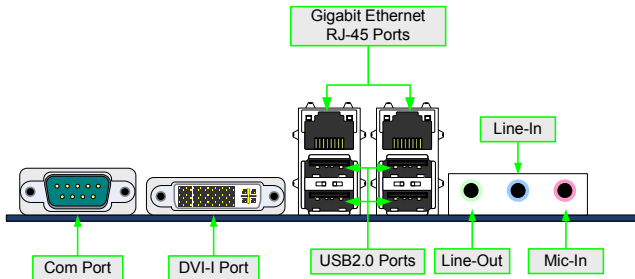 Gigabit Ethernet
RJ-45 Ports
Line-In
Com Port
DVI-I Port
USB2.0 Ports
Line-Out
Mic-In